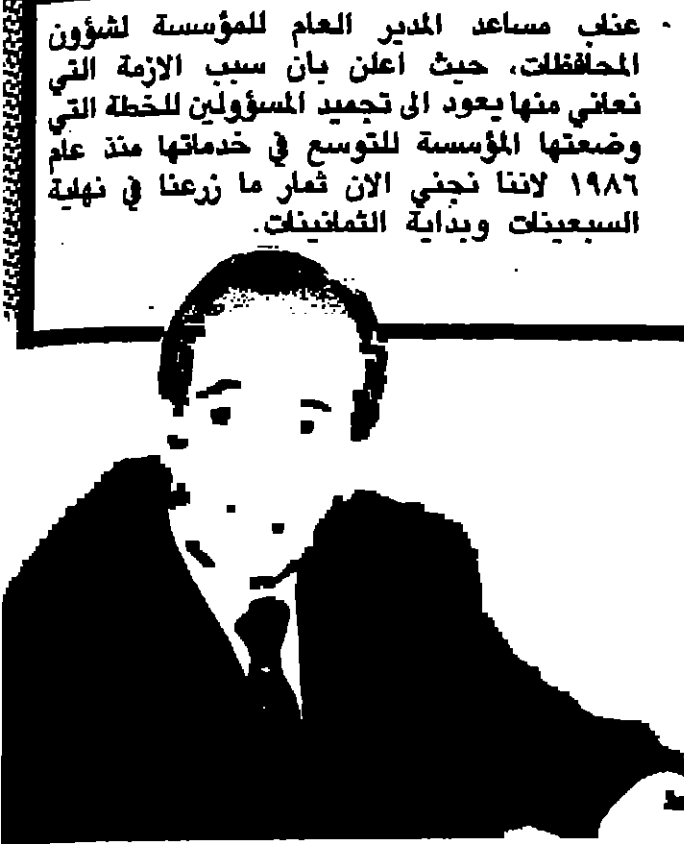 عناب مساعد المدير العام للمؤسسة لشؤون
المحافظات، حيث اعلن بان سبب الازمة التي
نعاني منها يعود الى تجميد المسؤولين للخطة التي
وضعتها المؤسسة للتوسع في خدماتها منذ عام
١٩٨٦ لاننا نجني الان ثمار ما زرعنا في نهاية
السبعينات وبداية الثمانينات.